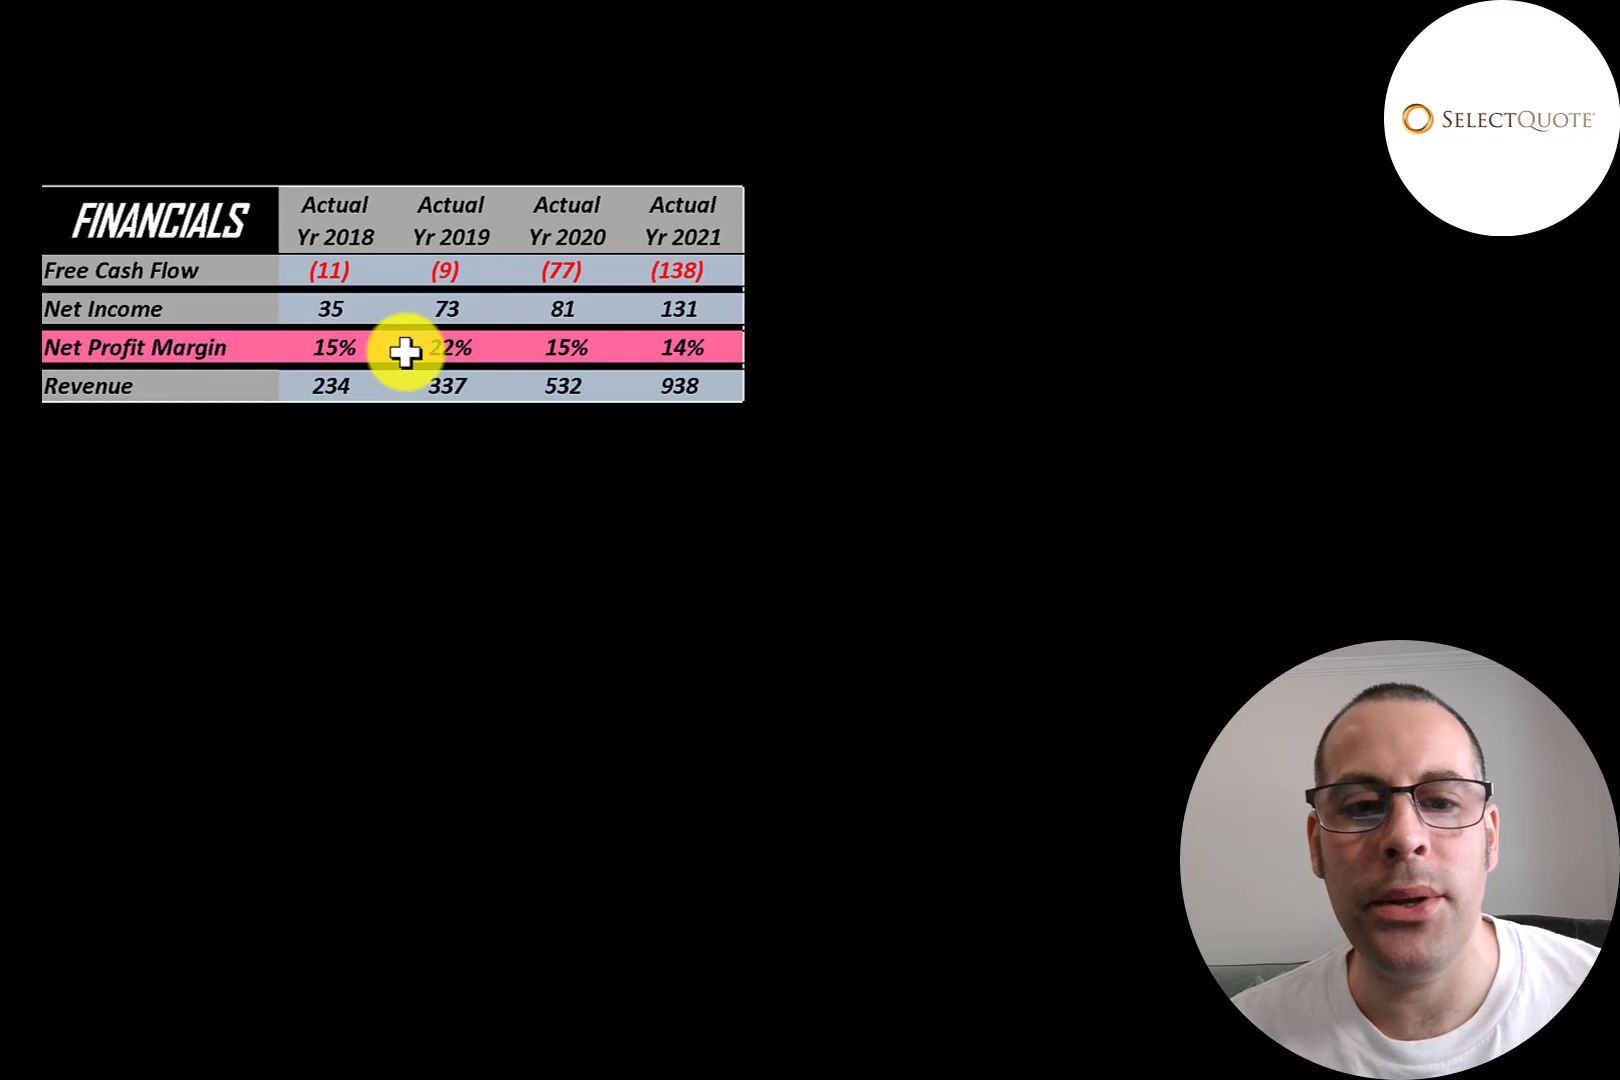 SELECTQUOTE
FINANCIALS
Actual Yr 2018
Actual Yr 2019
Actual Yr 2020
Actual Yr 2021
Free Cash Flow (11) (9) (77) (138)
Net Income 35 73 81 131
Net Profit Margin 15% 22% 15% 14%
Revenue 234 337 532 938